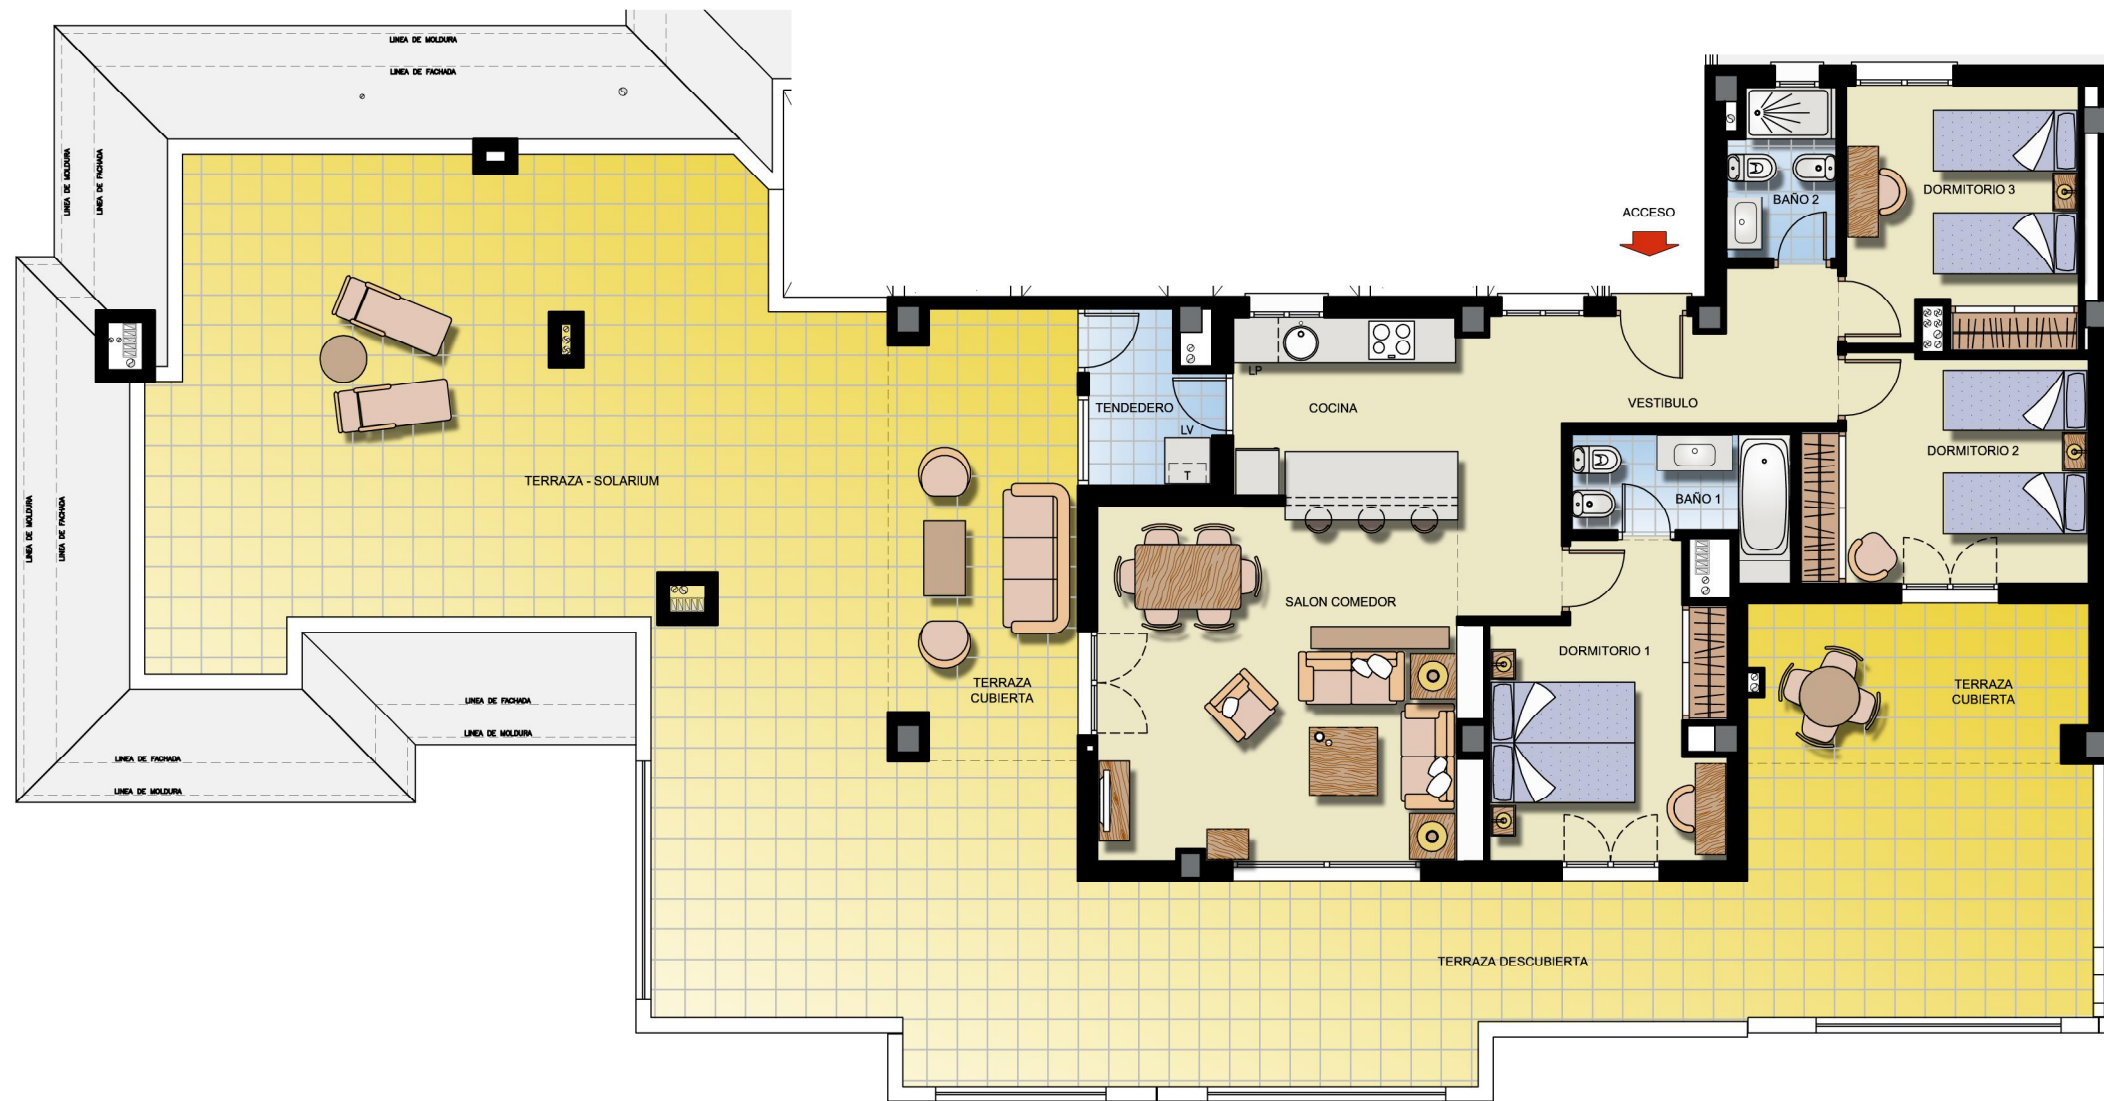 LINEA DE MOLDURA
LINEA DE FACHADA
LINEA DE MOLDURA
LINEA DE FACHADA
ACCESO
BAÑO 2
DORMITORIO 3
LP
TENDEDERO
COCINA
VESTIBULO
LV
T
DORMITORIO 2
TERRAZA - SOLARIUM
BAÑO 1
LINEA DE MOLDURA
LINEA DE FACHADA
SALON COMEDOR
DORMITORIO 1
TERRAZA
CUBIERTA
TERRAZA
CUBIERTA
LINEA DE FACHADA
LINEA DE MOLDURA
LINEA DE FACHADA
LINEA DE MOLDURA
TERRAZA DESCUBIERTA